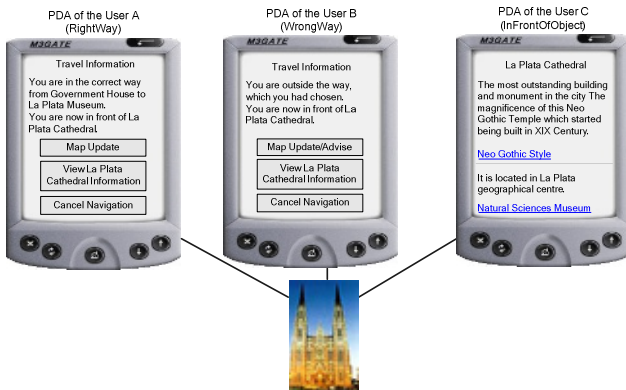 PDA of the User A
(RightWay)
M3GATE
Travel Information
You are in the correct way
from Government House to
La Plata Museum.
You are now in front of La
Plata Cathedral.
Map Update
View La Plata
Cathedral Information
Cancel Navigation
PDA of the User B
(WrongWay)
M3GATE
Travel Information
You are outside the way,
which you had chosen.
You are now in front of La
Plata Cathedral.
Map Update/Advise
View La Plata
Cathedral Information
Cancel Navigation
PDA of the User C
(InFrontOfObject)
M3GATE
La Plata Cathedral
The most outstanding building
and monument in the city The
magnificence of this Neo
Gothic Temple which started
being built in XIX Century.
Neo Gothic Style
It is located in La Plata
geographical centre.
Natural Sciences Museum